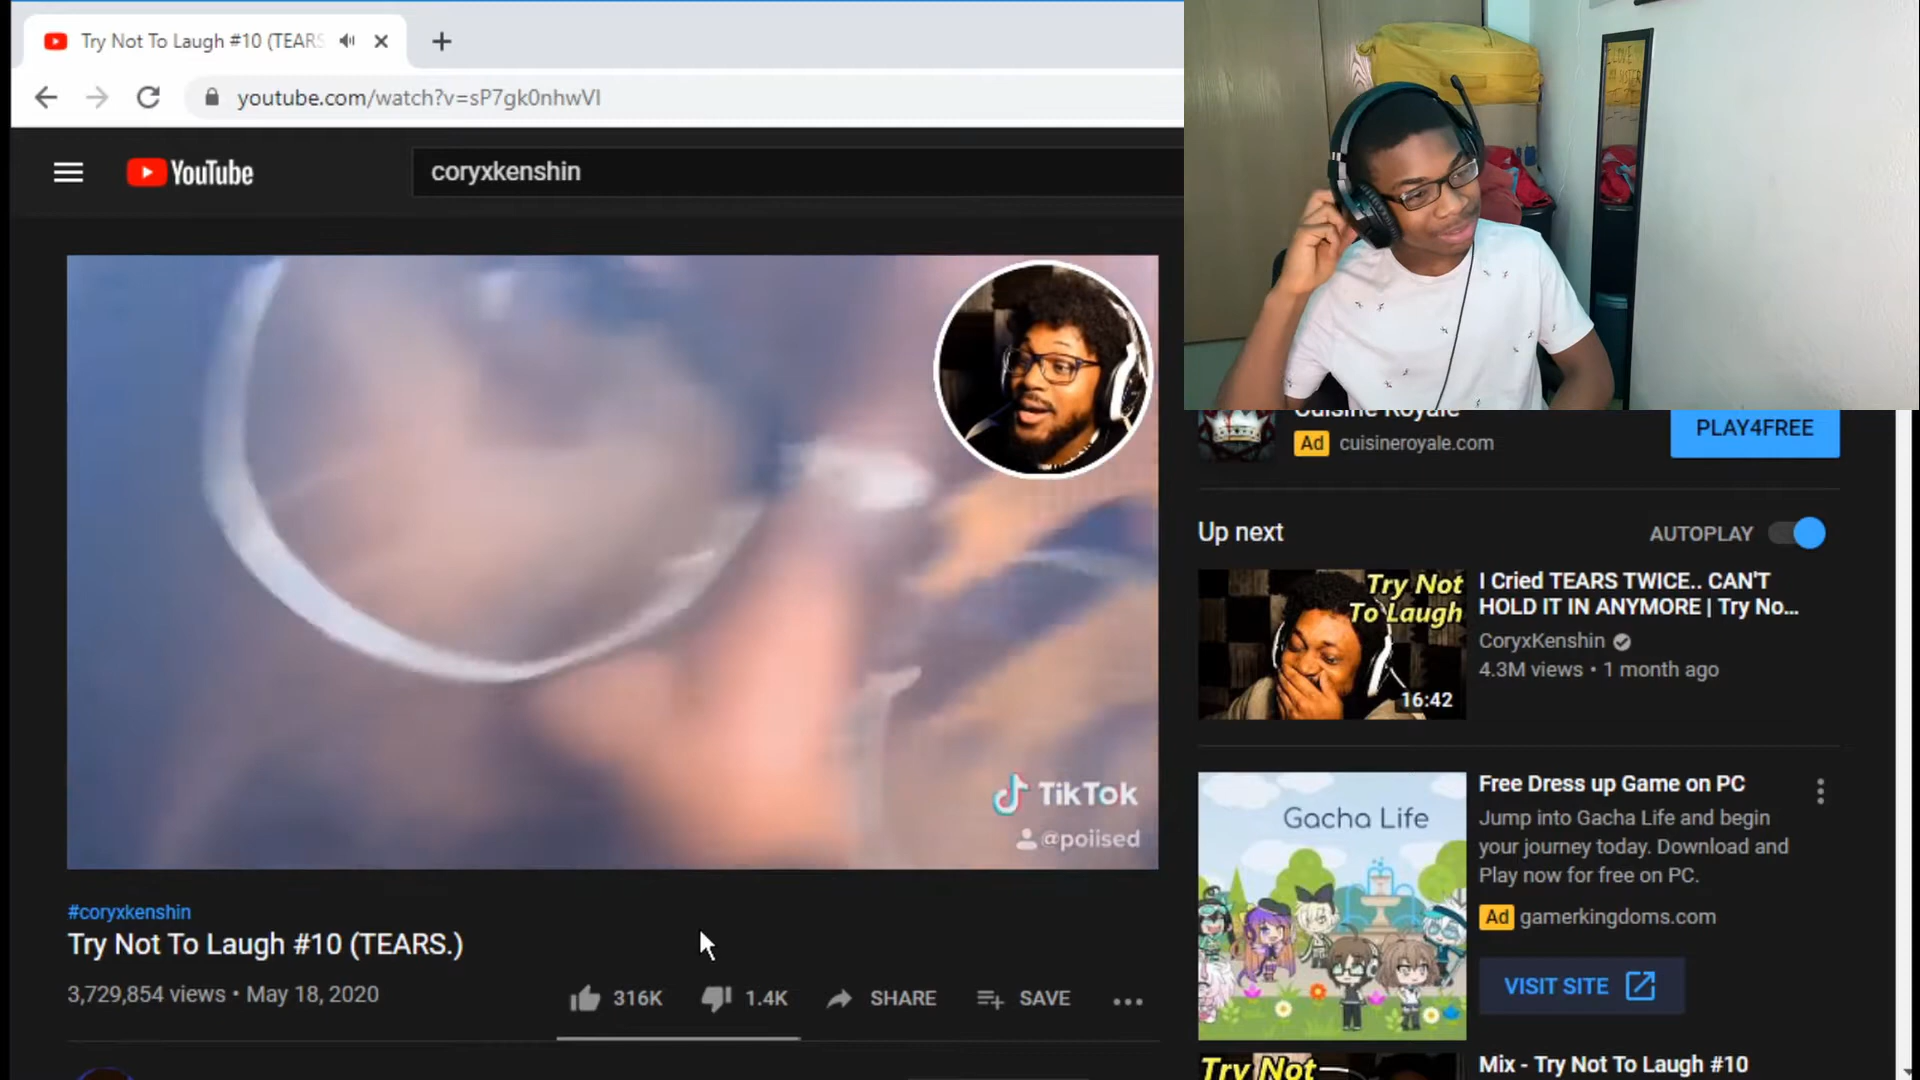 Try Not To Laugh #10 (TEARS
youtube.com/watch?v=sP7gk0nhwVI
YouTube
coryxkenshin
TikTok
@poiised
#coryxkenshin
Try Not To Laugh #10 (TEARS.)
3,729,854 views • May 18, 2020
316K
1.4K
SHARE
SAVE
Cuisine Royale
Ad cuisineroyale.com
PLAY4FREE
Up next
AUTOPLAY
Try Not
To Laugh
16:42
I Cried TEARS TWICE.. CAN'T
HOLD IT IN ANYMORE | Try No...
CoryxKenshin
4.3M views • 1 month ago
Gacha Life
Free Dress up Game on PC
Jump into Gacha Life and begin
your journey today. Download and
Play now for free on PC.
Ad gamerkingdoms.com
VISIT SITE
Try Not
Mix - Try Not To Laugh #10